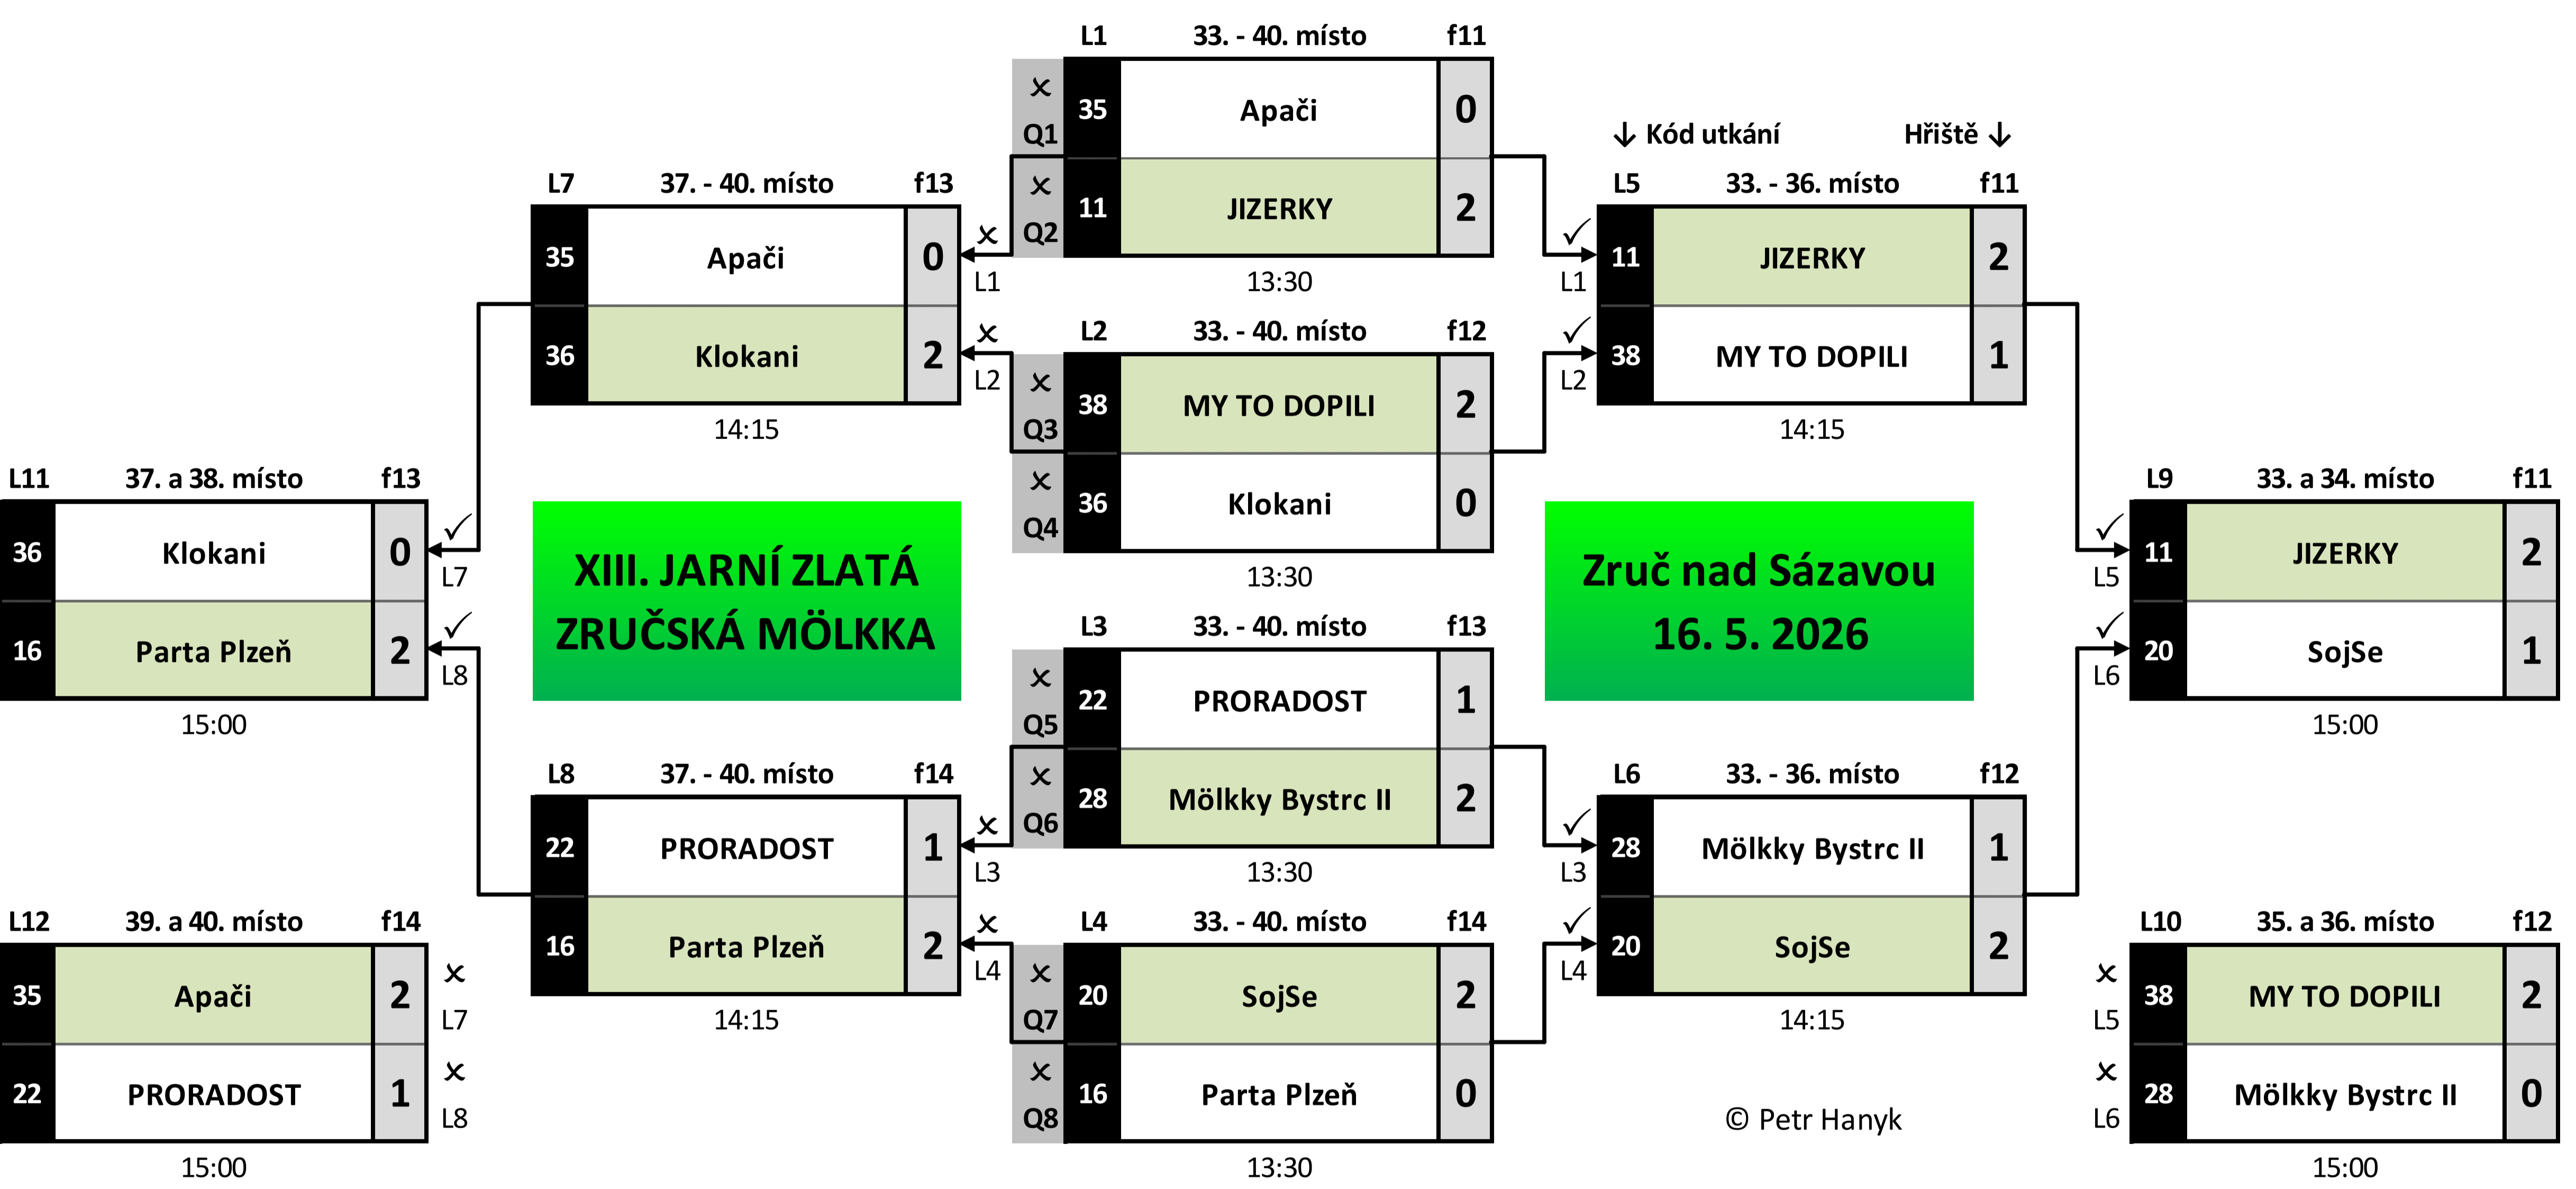 L1 33. - 40. místo f11
✗ Q1 35 Apači 0
✗ Q2 11 JIZERKY 2
13:30
↓ Kód utkání Hřiště ↓
L7 37. - 40. místo f13
35 Apači 0 ✗ L1
36 Klokani 2 ✗ L2
14:15
L5 33. - 36. místo f11
✓ L1 11 JIZERKY 2
✓ L2 38 MY TO DOPILI 1
14:15
L2 33. - 40. místo f12
✗ Q3 38 MY TO DOPILI 2
✗ Q4 36 Klokani 0
13:30
L11 37. a 38. místo f13
36 Klokani 0 ✓ L7
16 Parta Plzeň 2 ✓ L8
15:00
XIII. JARNÍ ZLATÁ
ZRUČSKÁ MÖLKKA
Zruč nad Sázavou
16. 5. 2026
L9 33. a 34. místo f11
✓ L5 11 JIZERKY 2
✓ L6 20 SojSe 1
15:00
L3 33. - 40. místo f13
✗ Q5 22 PRORADOST 1
✗ Q6 28 Mölkky Bystrc II 2
13:30
L8 37. - 40. místo f14
22 PRORADOST 1 ✗ L3
16 Parta Plzeň 2 ✗ L4
14:15
L6 33. - 36. místo f12
✓ L3 28 Mölkky Bystrc II 1
✓ L4 20 SojSe 2
14:15
L12 39. a 40. místo f14
35 Apači 2 ✗ L7
22 PRORADOST 1 ✗ L8
15:00
L4 33. - 40. místo f14
✗ Q7 20 SojSe 2
✗ Q8 16 Parta Plzeň 0
13:30
L10 35. a 36. místo f12
✗ L5 38 MY TO DOPILI 2
✗ L6 28 Mölkky Bystrc II 0
15:00
© Petr Hanyk